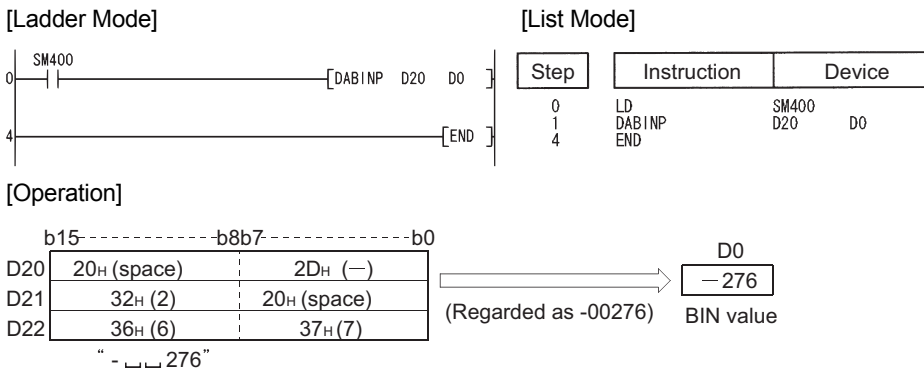 [Ladder Mode]
[List Mode]
SM400
0
[DABINP D20 D0 ]
4
[END ]
Step Instruction Device
0 LD SM400
1 DABINP D20 D0
4 END
[Operation]
b15------------b8b7------------b0
D20 20H (space) 2DH (—)
D21 32H (2) 20H (space)
D22 36H (6) 37H (7)
“ - ␣␣ 276”
(Regarded as -00276)
D0
—276
BIN value